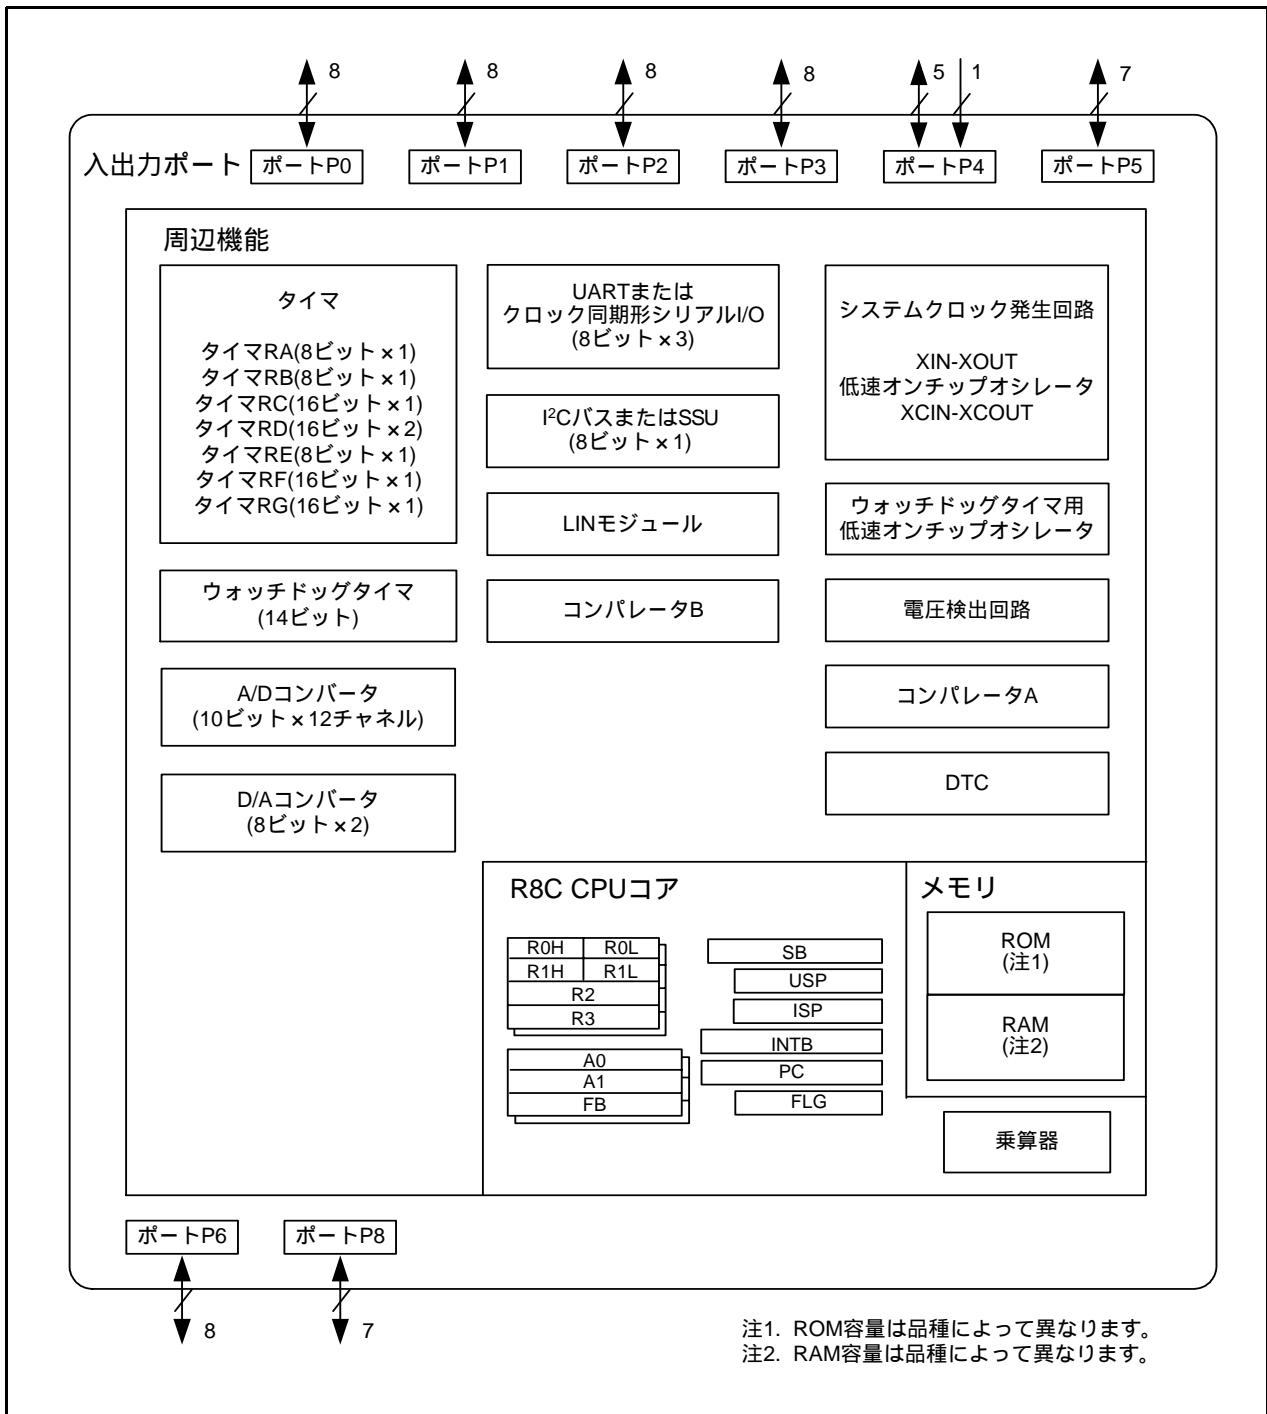 8
8
8
8
5
1
7
入出力ポート
ポートP0
ポートP1
ポートP2
ポートP3
ポートP4
ポートP5
周辺機能
タイマ
タイマRA(8ビット×1)
タイマRB(8ビット×1)
タイマRC(16ビット×1)
タイマRD(16ビット×2)
タイマRE(8ビット×1)
タイマRF(16ビット×1)
タイマRG(16ビット×1)
ウォッチドッグタイマ
(14ビット)
A/Dコンバータ
(10ビット×12チャネル)
D/Aコンバータ
(8ビット×2)
UARTまたは
クロック同期形シリアルI/O
(8ビット×3)
I²CバスまたはSSU
(8ビット×1)
LINモジュール
コンパレータB
システムクロック発生回路
XIN-XOUT
低速オンチップオシレータ
XCIN-XCOUT
ウォッチドッグタイマ用
低速オンチップオシレータ
電圧検出回路
コンパレータA
DTC
R8C CPUコア
R0H
R0L
R1H
R1L
R2
R3
A0
A1
FB
SB
USP
ISP
INTB
PC
FLG
メモリ
ROM
(注1)
RAM
(注2)
乗算器
ポートP6
ポートP8
8
7
注1. ROM容量は品種によって異なります。
注2. RAM容量は品種によって異なります。